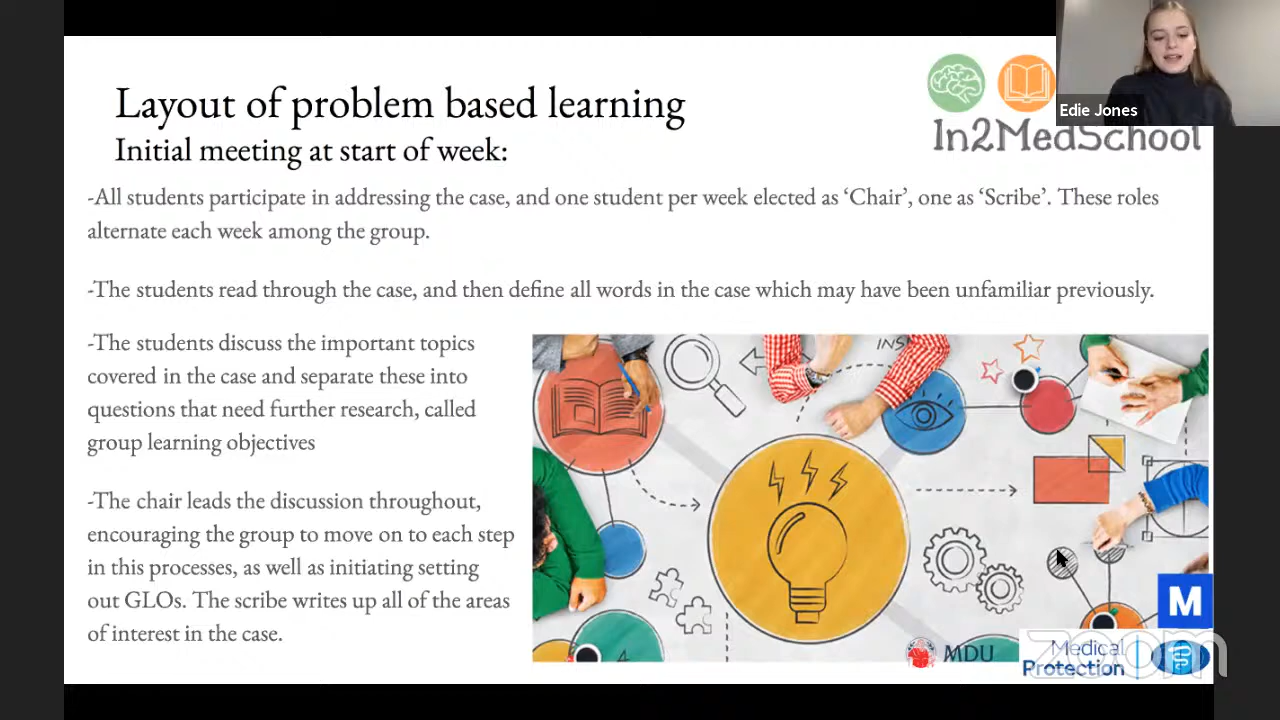 Layout of problem based learning
Initial meeting at start of week:
In2MedSchool
Edie Jones
-All students participate in addressing the case, and one student per week elected as ‘Chair’, one as ‘Scribe’. These roles
alternate each week among the group.
-The students read through the case, and then define all words in the case which may have been unfamiliar previously.
-The students discuss the important topics
covered in the case and separate these into
questions that need further research, called
group learning objectives
-The chair leads the discussion throughout,
encouraging the group to move on to each step
in this processes, as well as initiating setting
out GLOs. The scribe writes up all of the areas
of interest in the case.
M
MDU
Medical
Protection
zoom